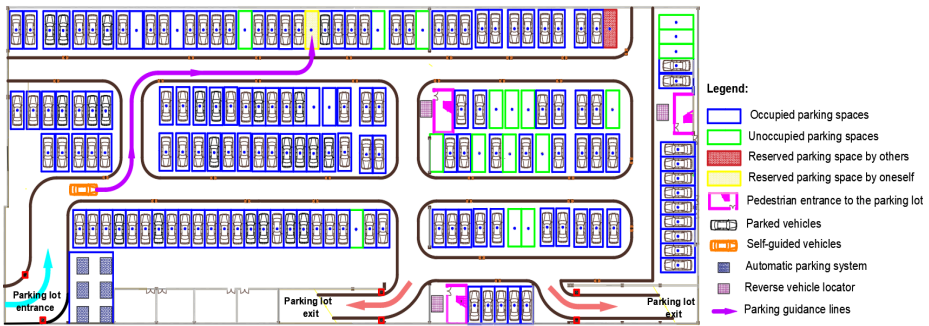 Legend:
Occupied parking spaces
Unoccupied parking spaces
Reserved parking space by others
Reserved parking space by oneself
Pedestrian entrance to the parking lot
Parked vehicles
Self-guided vehicles
Automatic parking system
Reverse vehicle locator
Parking guidance lines
Parking lot
entrance
Parking lot
exit
Parking lot
exit